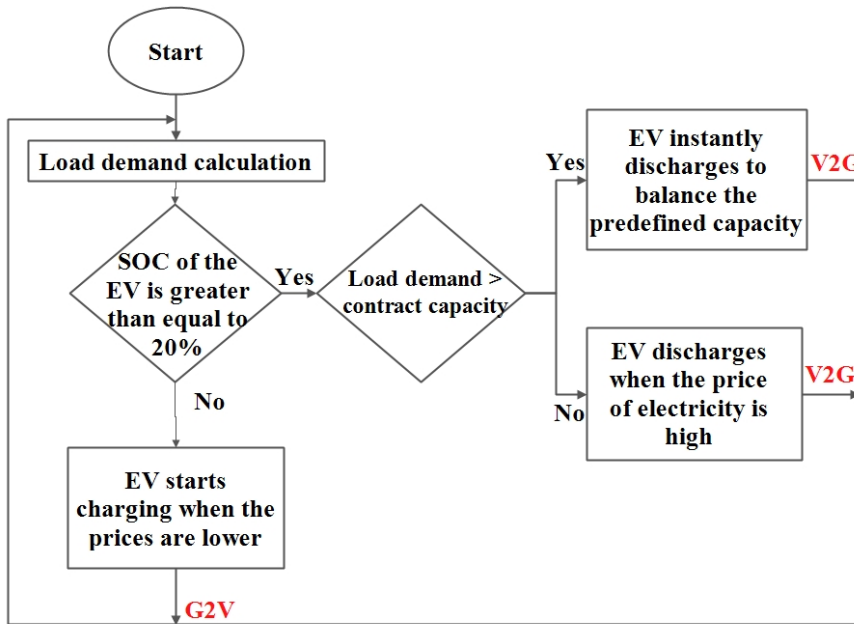 Start
Load demand calculation
SOC of the
EV is greater
than equal to
20%
Yes
No
Load demand >
contract capacity
Yes
No
EV instantly
discharges to
balance the
predefined capacity
V2G
EV discharges
when the price
of electricity is
high
V2G
EV starts
charging when the
prices are lower
G2V